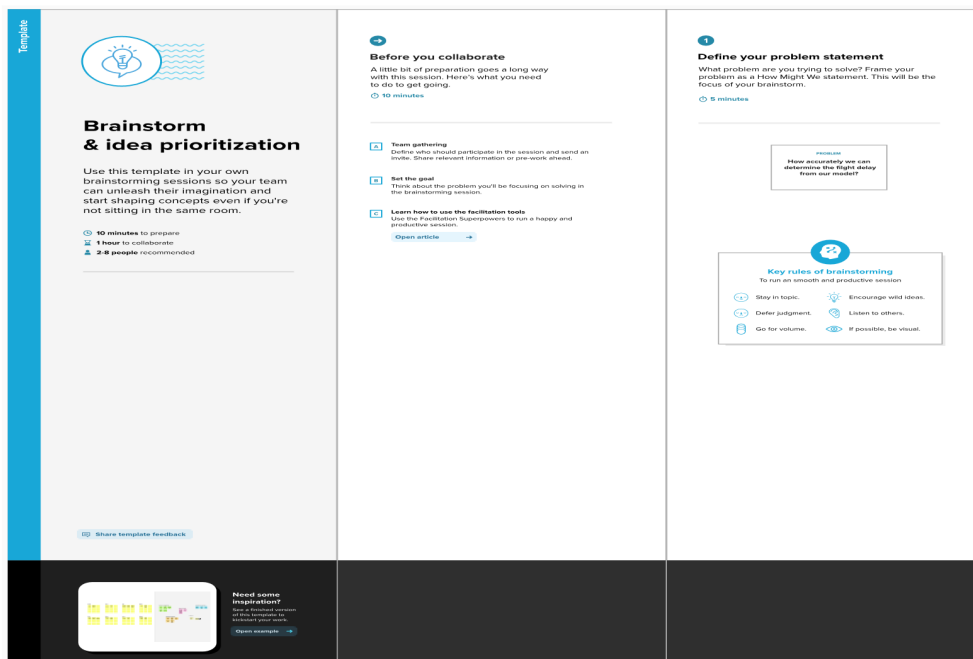 Template
Brainstorm
& idea prioritization
Use this template in your own
brainstorming sessions so your team
can unleash their imagination and
start shaping concepts even if you're
not sitting in the same room.
10 minutes to prepare
1 hour to collaborate
2-8 people recommended
Share template feedback
Need some
inspiration?
See a finished version
of this template to
kickstart your work.
Open example
Before you collaborate
A little bit of preparation goes a long way
with this session. Here's what you need
to do to get going.
10 minutes
A
Team gathering
Define who should participate in the session and send an
invite. Share relevant information or pre-work ahead.
B
Set the goal
Think about the problem you'll be focusing on solving in
the brainstorming session.
C
Learn how to use the facilitation tools
Use the Facilitation Superpowers to run a happy and
productive session.
Open article
1
Define your problem statement
What problem are you trying to solve? Frame your
problem as a How Might We statement. This will be the
focus of your brainstorm.
5 minutes
PROBLEM
How accurately we can
determine the flight delay
from our model?
Key rules of brainstorming
To run an smooth and productive session
Stay in topic.
Encourage wild ideas.
Defer judgment.
Listen to others.
Go for volume.
If possible, be visual.